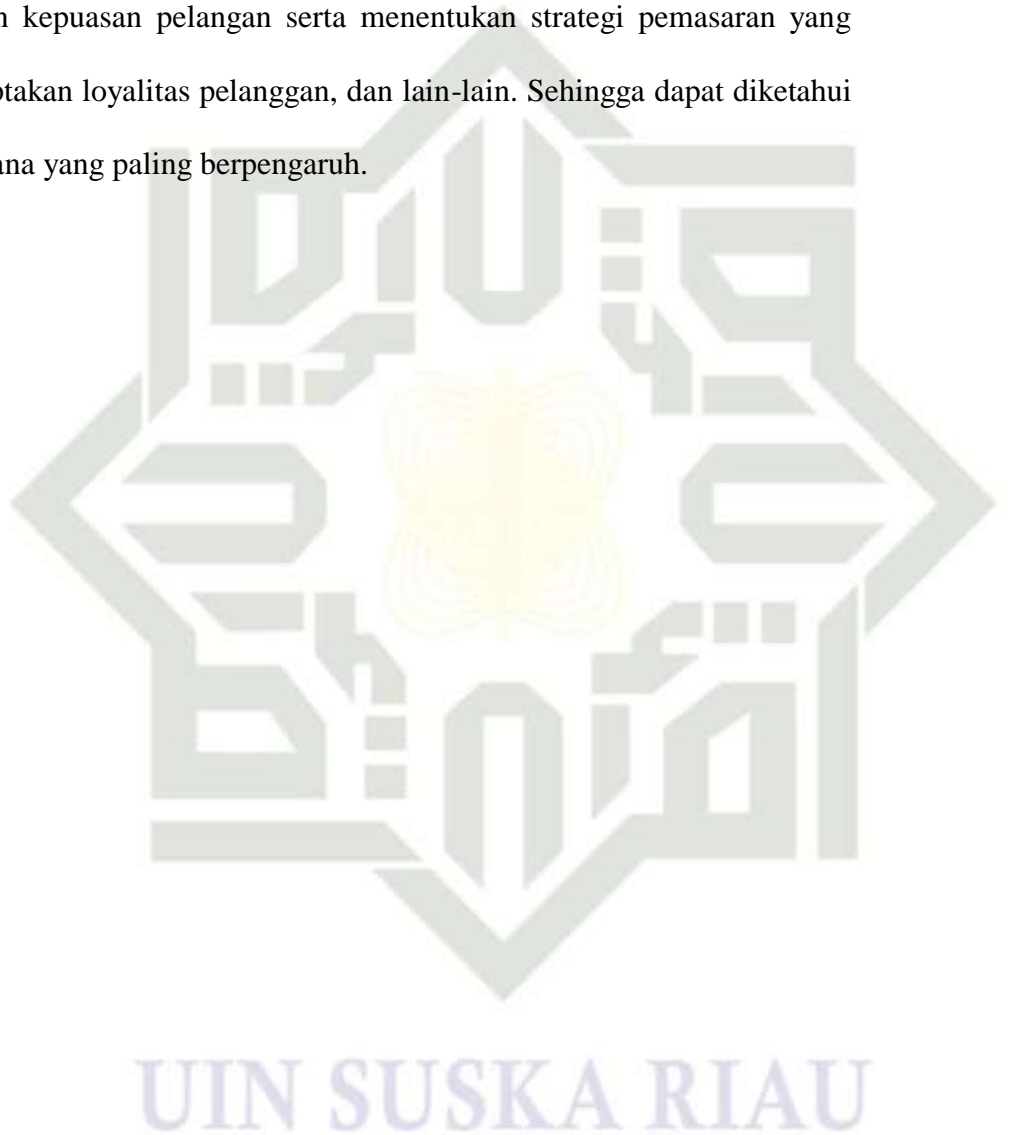 n kepuasan pelangan serta menentukan strategi pemasaran yang
ptakan loyalitas pelanggan, dan lain-lain. Sehingga dapat diketahui
ana yang paling berpengaruh.
UIN SUSKA RIAU